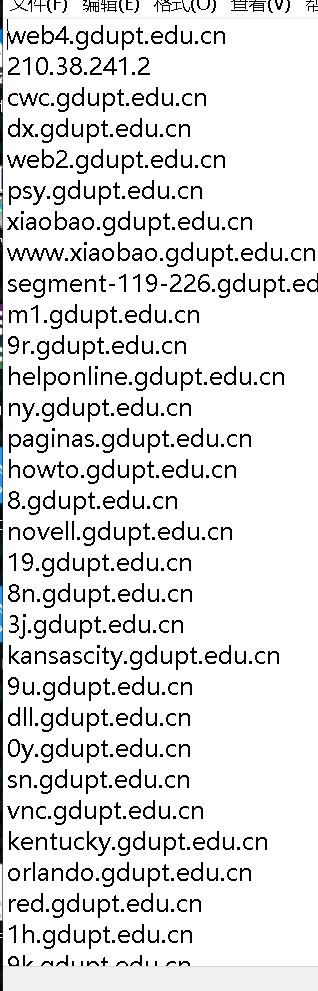 文件(F) 编辑(E) 格式(O) 查看(V) 帮
web4.gdupt.edu.cn
210.38.241.2
cwc.gdupt.edu.cn
dx.gdupt.edu.cn
web2.gdupt.edu.cn
psy.gdupt.edu.cn
xiaobao.gdupt.edu.cn
www.xiaobao.gdupt.edu.cn
segment-119-226.gdupt.ed
m1.gdupt.edu.cn
9r.gdupt.edu.cn
helponline.gdupt.edu.cn
ny.gdupt.edu.cn
paginas.gdupt.edu.cn
howto.gdupt.edu.cn
8.gdupt.edu.cn
novell.gdupt.edu.cn
19.gdupt.edu.cn
8n.gdupt.edu.cn
3j.gdupt.edu.cn
kansascity.gdupt.edu.cn
9u.gdupt.edu.cn
dll.gdupt.edu.cn
0y.gdupt.edu.cn
sn.gdupt.edu.cn
vnc.gdupt.edu.cn
kentucky.gdupt.edu.cn
orlando.gdupt.edu.cn
red.gdupt.edu.cn
1h.gdupt.edu.cn
9k.gdupt.edu.cn